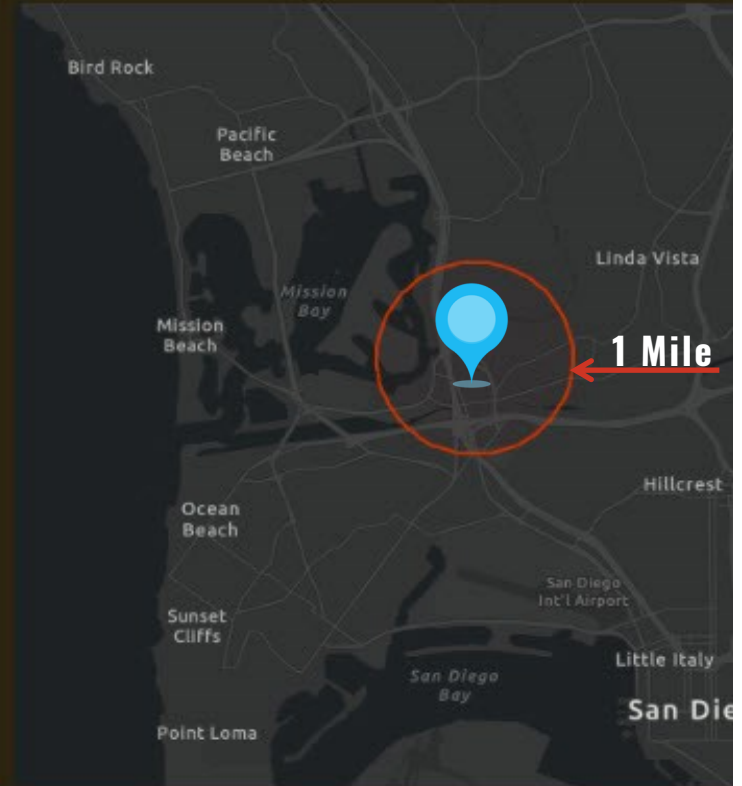 Bird Rock
Pacific
Beach
Linda Vista
Mission
Bay
Mission
Beach
1 Mile
Hillcrest
Ocean
Beach
San Diego
Int'l Airport
Sunset
Cliffs
Little Italy
San Diego
Bay
San Die
Point Loma